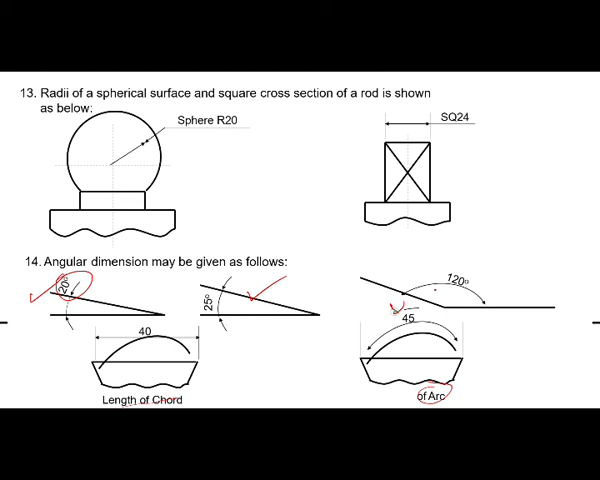 13. Radii of a spherical surface and square cross section of a rod is shown
as below:
Sphere R20
SQ24
14. Angular dimension may be given as follows:
20°
25°
120°
40
45
Length of Chord
of Arc